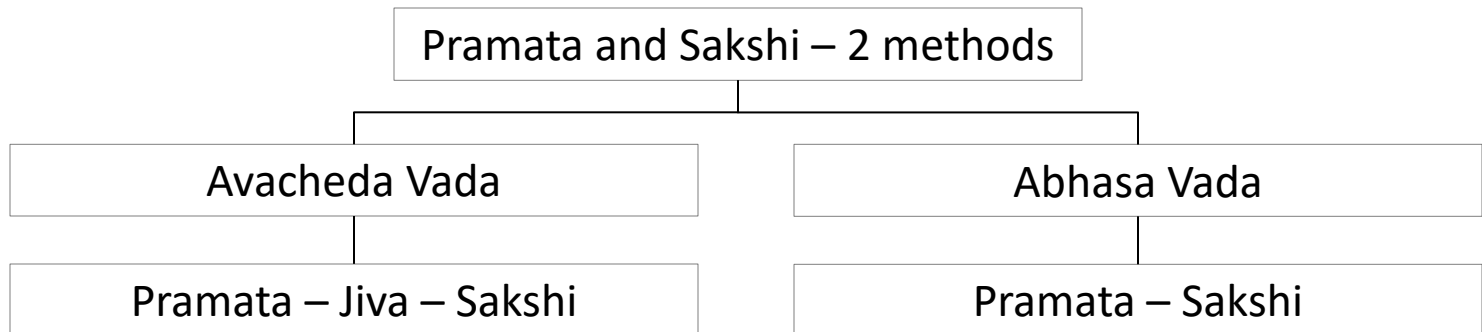 Pramata and Sakshi – 2 methods
Avacheda Vada
Abhasa Vada
Pramata – Jiva – Sakshi
Pramata – Sakshi